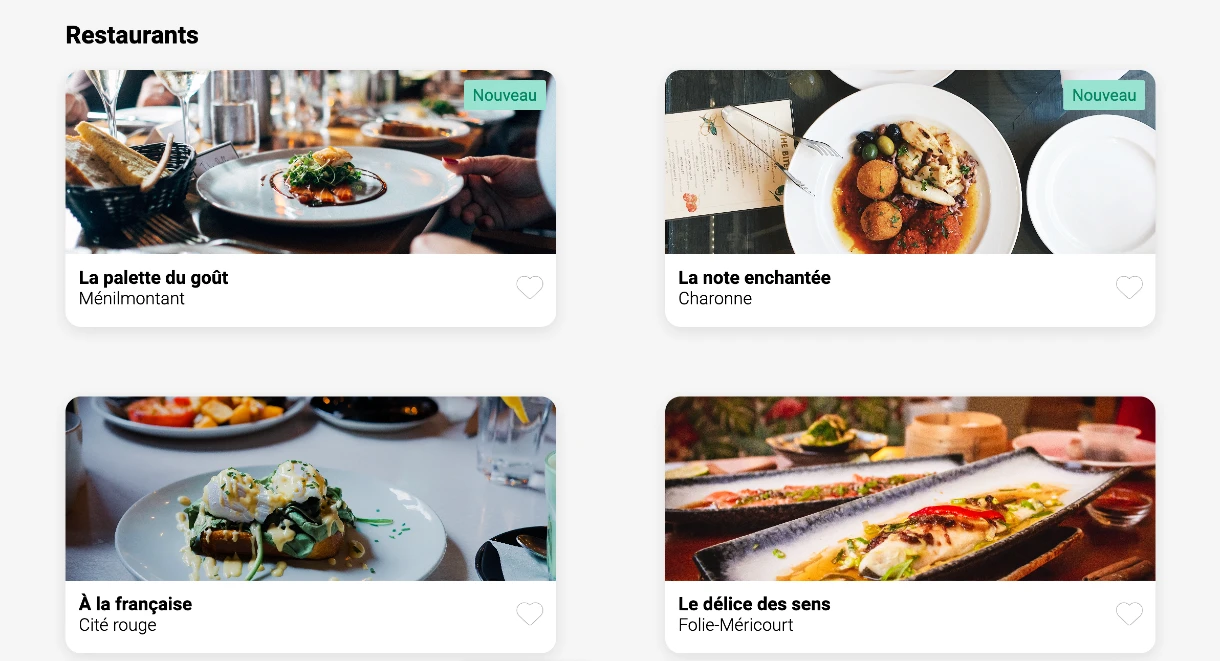 Restaurants
Nouveau
La palette du goût
Ménilmontant
Nouveau
La note enchantée
Charonne
À la française
Cité rouge
Le délice des sens
Folie-Méricourt